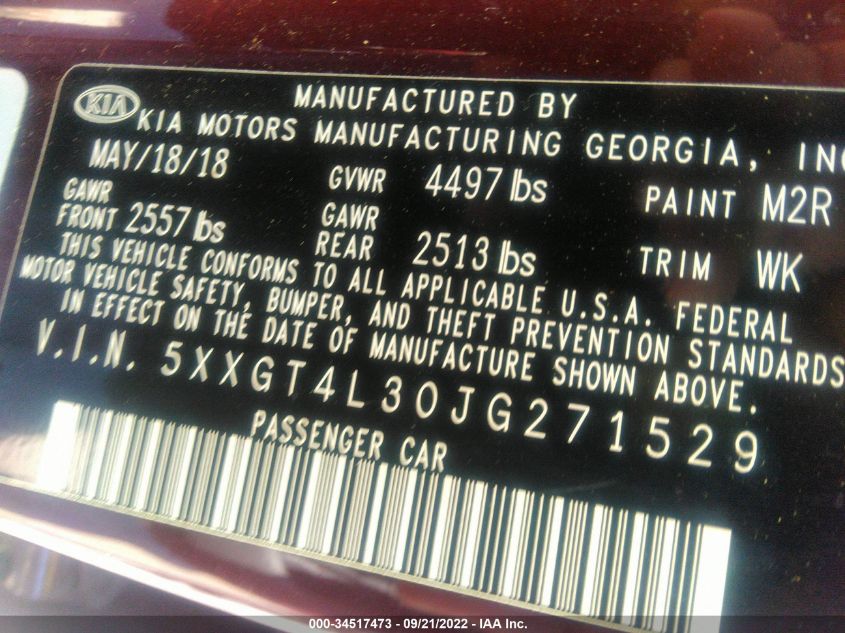 KIA MANUFACTURED BY
KIA MOTORS MANUFACTURING GEORGIA, INC
MAY/18/18 GVWR 4497 lbs PAINT M2R
GAWR FRONT 2557 lbs GAWR REAR 2513 lbs TRIM WK
THIS VEHICLE CONFORMS TO ALL APPLICABLE U.S.A. FEDERAL
MOTOR VEHICLE SAFETY, BUMPER, AND THEFT PREVENTION STANDARDS
IN EFFECT ON THE DATE OF MANUFACTURE SHOWN ABOVE.
V.I.N. 5XXGT4L30JG271529
PASSENGER CAR
000-34517473 - 09/21/2022 - IAA Inc.